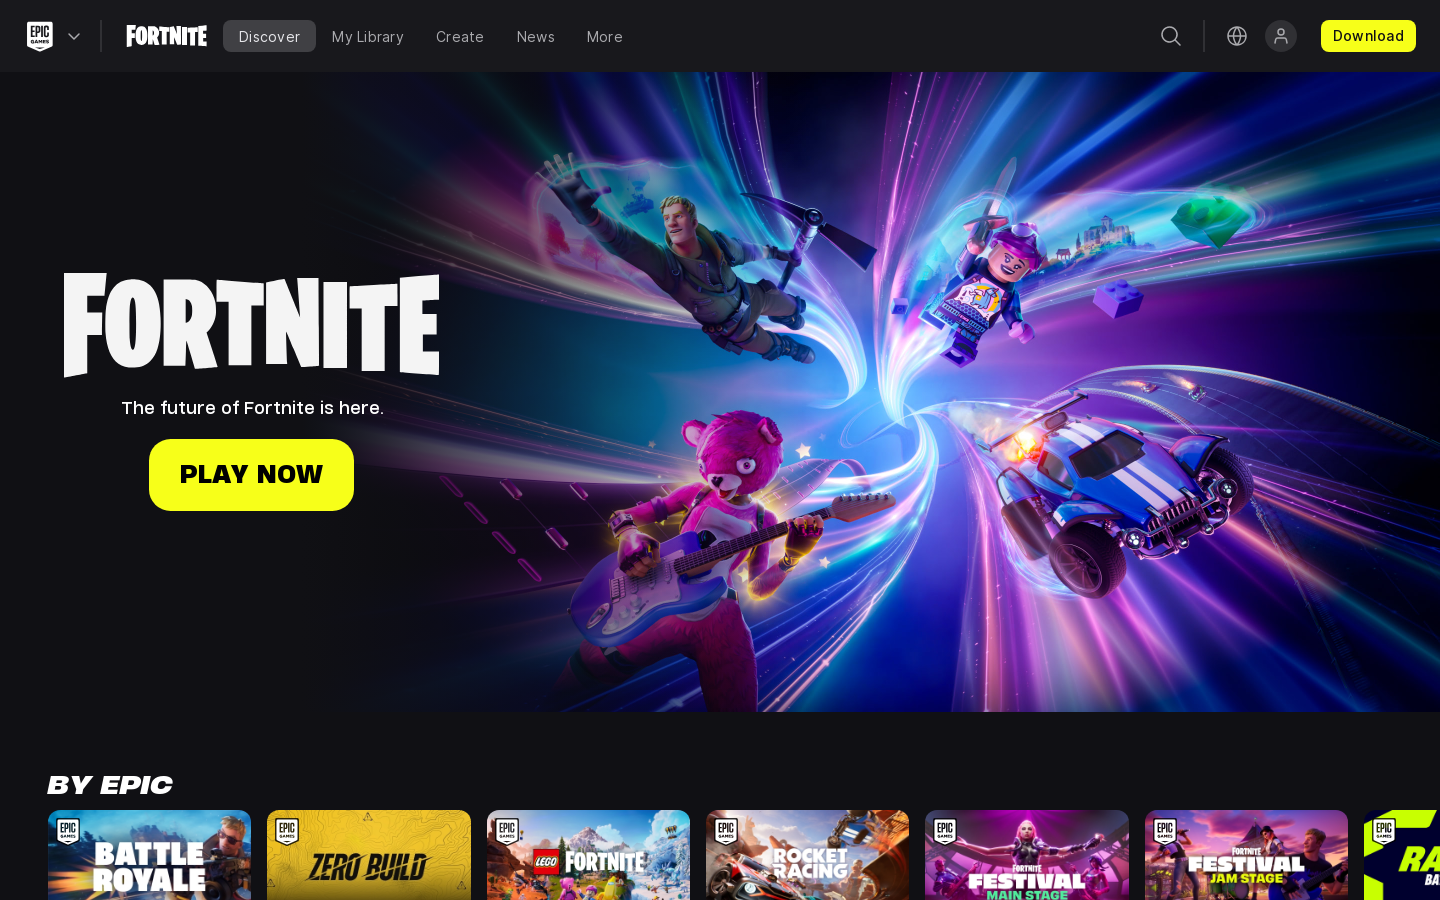 EPIC GAMES FORTNITE Discover My Library Create News More Download
FORTNITE
The future of Fortnite is here.
PLAY NOW
BY EPIC
EPIC GAMES
BATTLE
ROYALE
EPIC GAMES
ZERO BUILD
EPIC GAMES
LEGO FORTNITE
EPIC GAMES
ROCKET
RACING
EPIC GAMES
FORTNITE
FESTIVAL
MAIN STAGE
EPIC GAMES
FORTNITE
FESTIVAL
JAM STAGE
EPIC GAMES